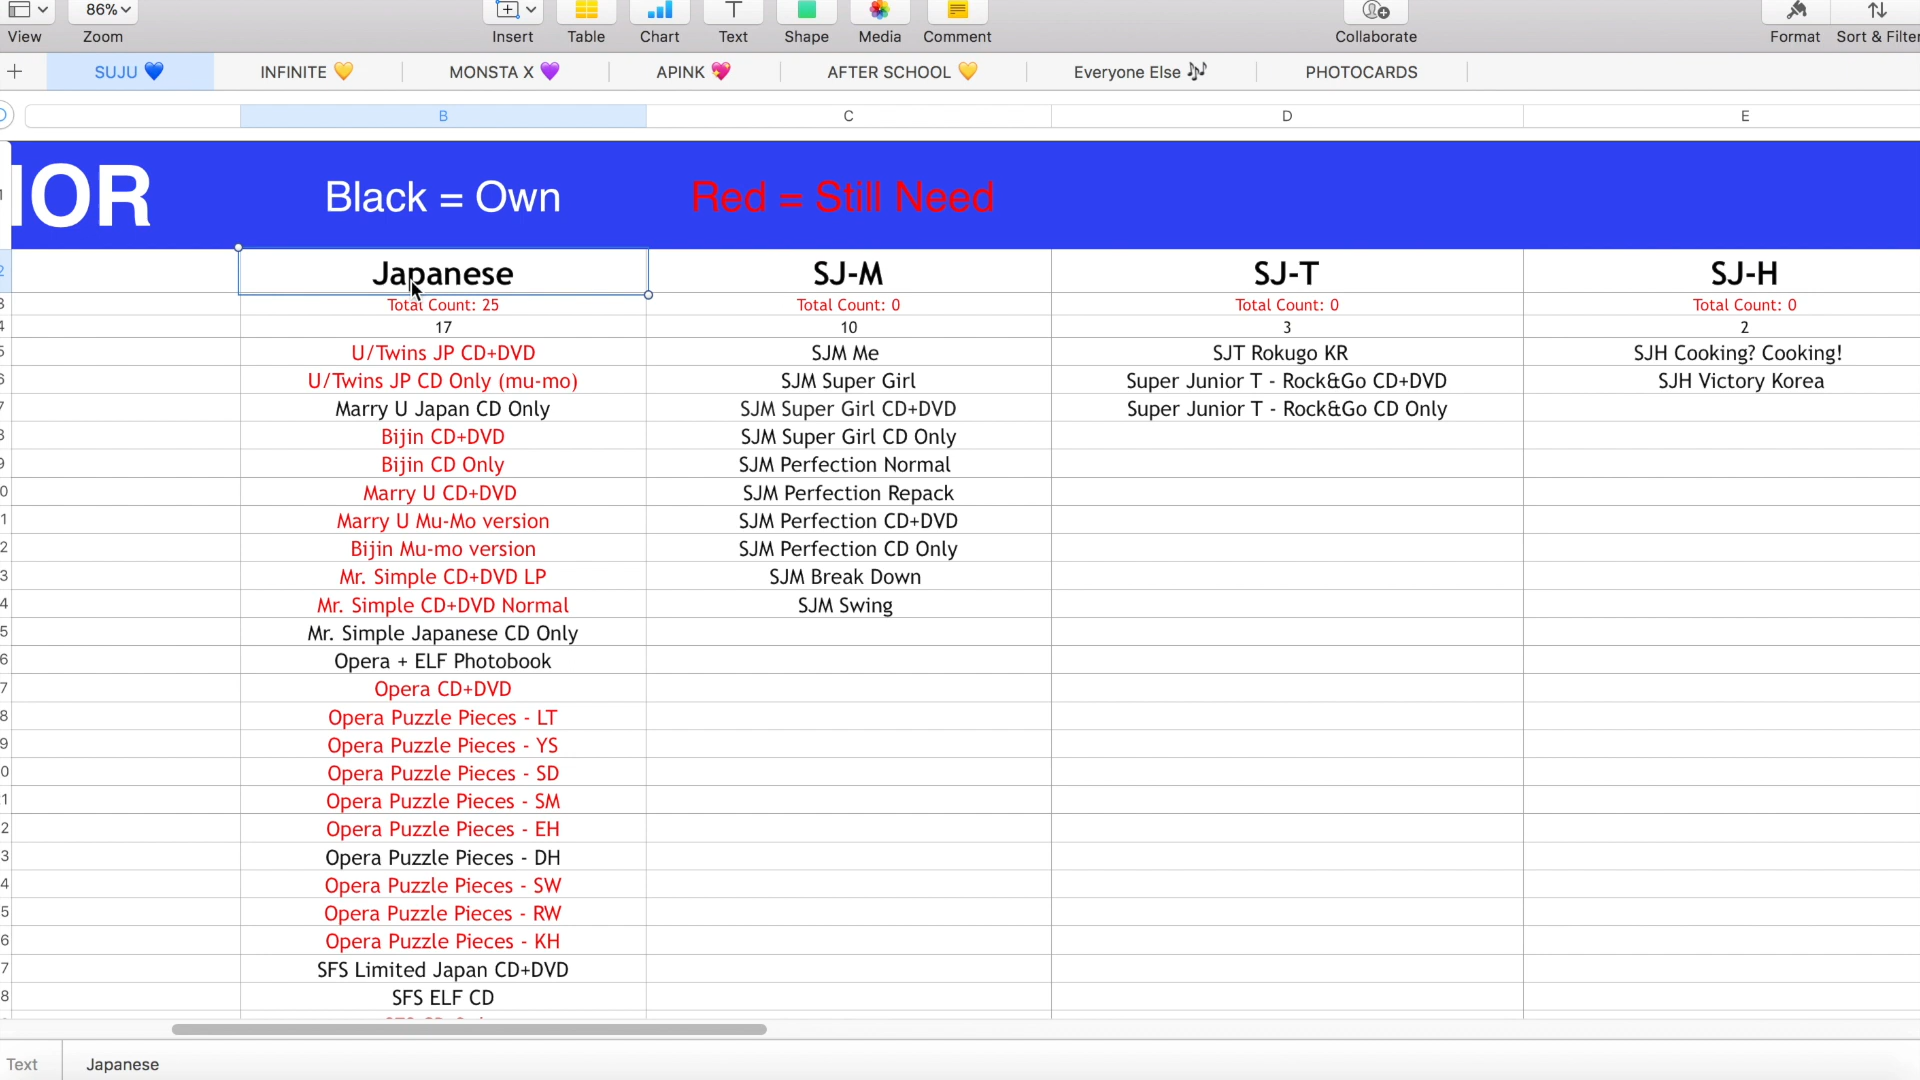 86%
View
Zoom
Insert
Table
Chart
Text
Shape
Media
Comment
Collaborate
Format
Sort & Filter
SUJU 💙
INFINITE 💛
MONSTA X 💜
APINK 💖
AFTER SCHOOL 💛
Everyone Else 🎶
PHOTOCARDS
B
C
D
E
IOR
Black = Own
Red = Still Need
Japanese
SJ-M
SJ-T
SJ-H
Total Count: 25
Total Count: 0
Total Count: 0
Total Count: 0
17
10
3
2
U/Twins JP CD+DVD
SJM Me
SJT Rokugo KR
SJH Cooking? Cooking!
U/Twins JP CD Only (mu-mo)
SJM Super Girl
Super Junior T - Rock&Go CD+DVD
SJH Victory Korea
Marry U Japan CD Only
SJM Super Girl CD+DVD
Super Junior T - Rock&Go CD Only
Bijin CD+DVD
SJM Super Girl CD Only
Bijin CD Only
SJM Perfection Normal
Marry U CD+DVD
SJM Perfection Repack
Marry U Mu-Mo version
SJM Perfection CD+DVD
Bijin Mu-mo version
SJM Perfection CD Only
Mr. Simple CD+DVD LP
SJM Break Down
Mr. Simple CD+DVD Normal
SJM Swing
Mr. Simple Japanese CD Only
Opera + ELF Photobook
Opera CD+DVD
Opera Puzzle Pieces - LT
Opera Puzzle Pieces - YS
Opera Puzzle Pieces - SD
Opera Puzzle Pieces - SM
Opera Puzzle Pieces - EH
Opera Puzzle Pieces - DH
Opera Puzzle Pieces - SW
Opera Puzzle Pieces - RW
Opera Puzzle Pieces - KH
SFS Limited Japan CD+DVD
SFS ELF CD
Text
Japanese